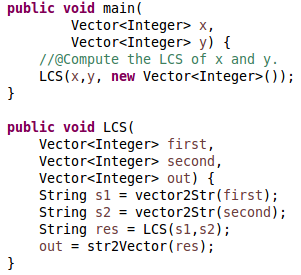 public void main(
Vector<Integer> x,
Vector<Integer> y) {
//@Compute the LCS of x and y.
LCS(x,y, new Vector<Integer>());
}
public void LCS(
Vector<Integer> first,
Vector<Integer> second,
Vector<Integer> out) {
String s1 = vector2Str(first);
String s2 = vector2Str(second);
String res = LCS(s1,s2);
out = str2Vector(res);
}